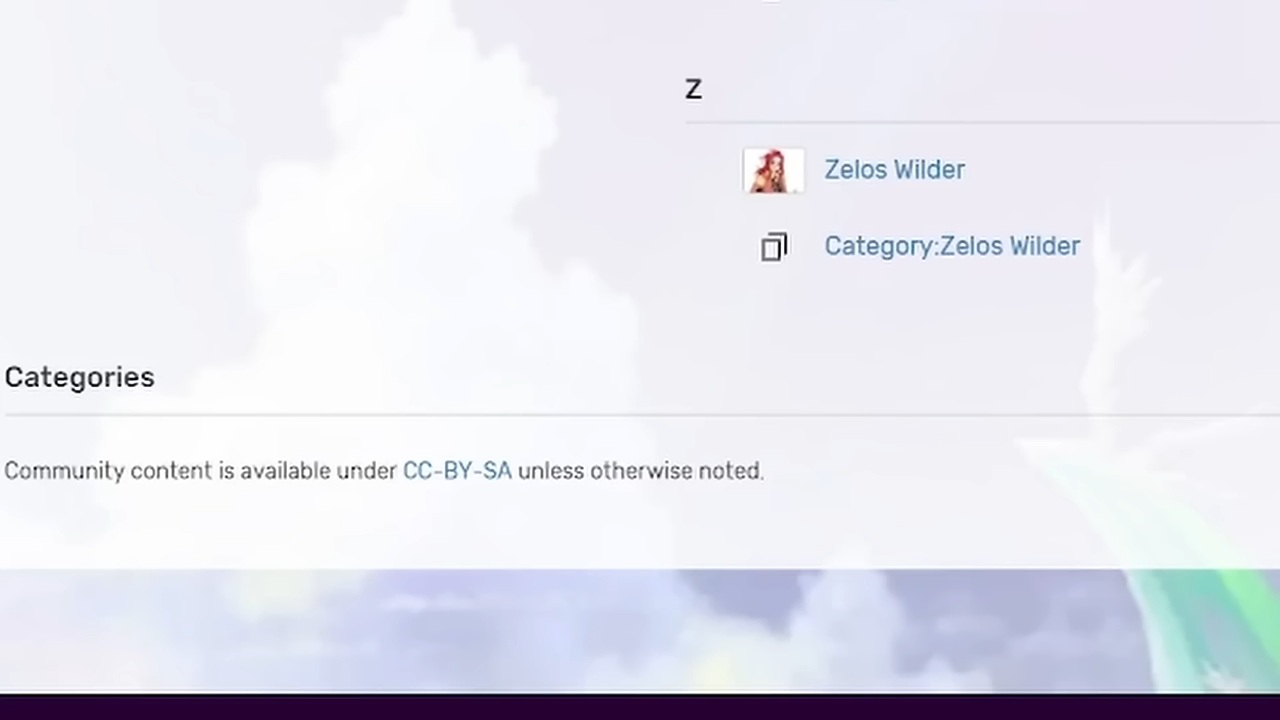 Z
Zelos Wilder
Category:Zelos Wilder
Categories
Community content is available under CC-BY-SA unless otherwise noted.